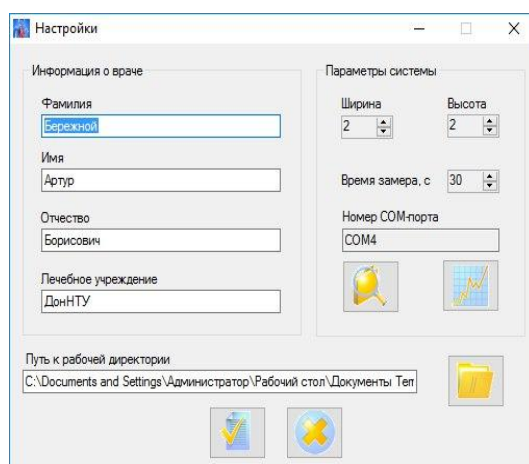 Настройки
Информация о враче
Фамилия
Бережной
Имя
Артур
Отчество
Борисович
Лечебное учреждение
ДонНТУ
Параметры системы
Ширина Высота
2 2
Время замера, с 30
Номер COM-порта
COM4
Путь к рабочей директории
C:\Documents and Settings\Администратор\Рабочий стол\Документы